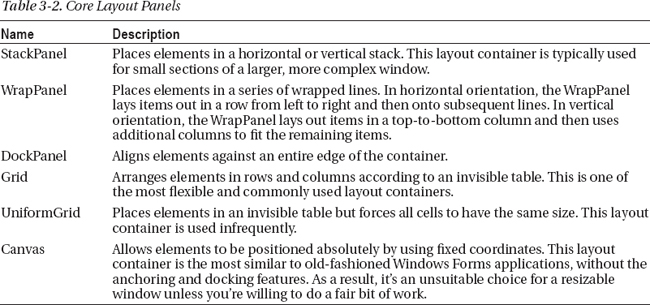 Table 3-2. Core Layout Panels
Name Description
StackPanel Places elements in a horizontal or vertical stack. This layout container is typically used
for small sections of a larger, more complex window.
WrapPanel Places elements in a series of wrapped lines. In horizontal orientation, the WrapPanel
lays items out in a row from left to right and then onto subsequent lines. In vertical
orientation, the WrapPanel lays out items in a top-to-bottom column and then uses
additional columns to fit the remaining items.
DockPanel Aligns elements against an entire edge of the container.
Grid Arranges elements in rows and columns according to an invisible table. This is one of
the most flexible and commonly used layout containers.
UniformGrid Places elements in an invisible table but forces all cells to have the same size. This layout
container is used infrequently.
Canvas Allows elements to be positioned absolutely by using fixed coordinates. This layout
container is the most similar to old-fashioned Windows Forms applications, without the
anchoring and docking features. As a result, it's an unsuitable choice for a resizable
window unless you're willing to do a fair bit of work.